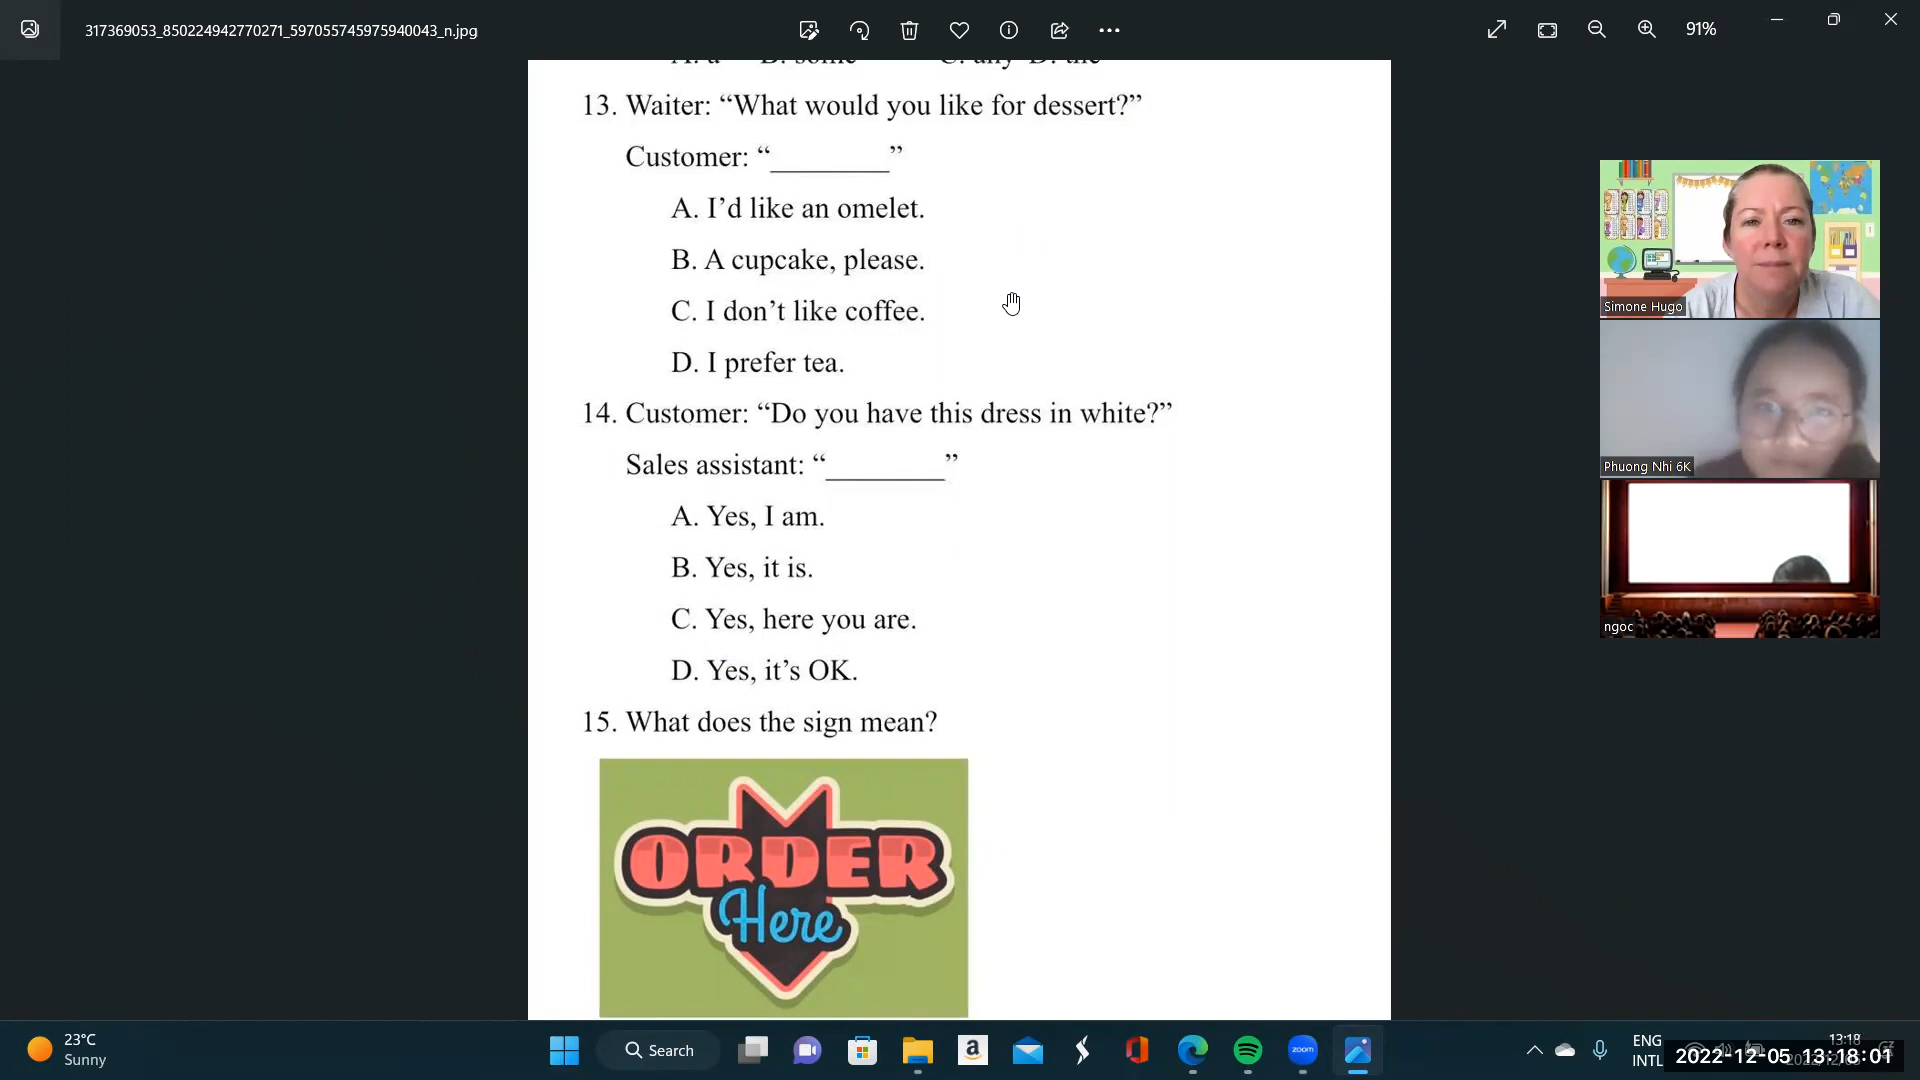 317369053_850224942770271_597055745975940043_n.jpg
91%
13. Waiter: “What would you like for dessert?”
Customer: “________”
A. I’d like an omelet.
B. A cupcake, please.
C. I don’t like coffee.
D. I prefer tea.
14. Customer: “Do you have this dress in white?”
Sales assistant: “________”
A. Yes, I am.
B. Yes, it is.
C. Yes, here you are.
D. Yes, it’s OK.
15. What does the sign mean?
ORDER
Here
Simone Hugo
Phuong Nhi 6K
ngoc
23°C
Sunny
Search
zoom
ENG
INTL
13:18
2022-12-05 13:18:01